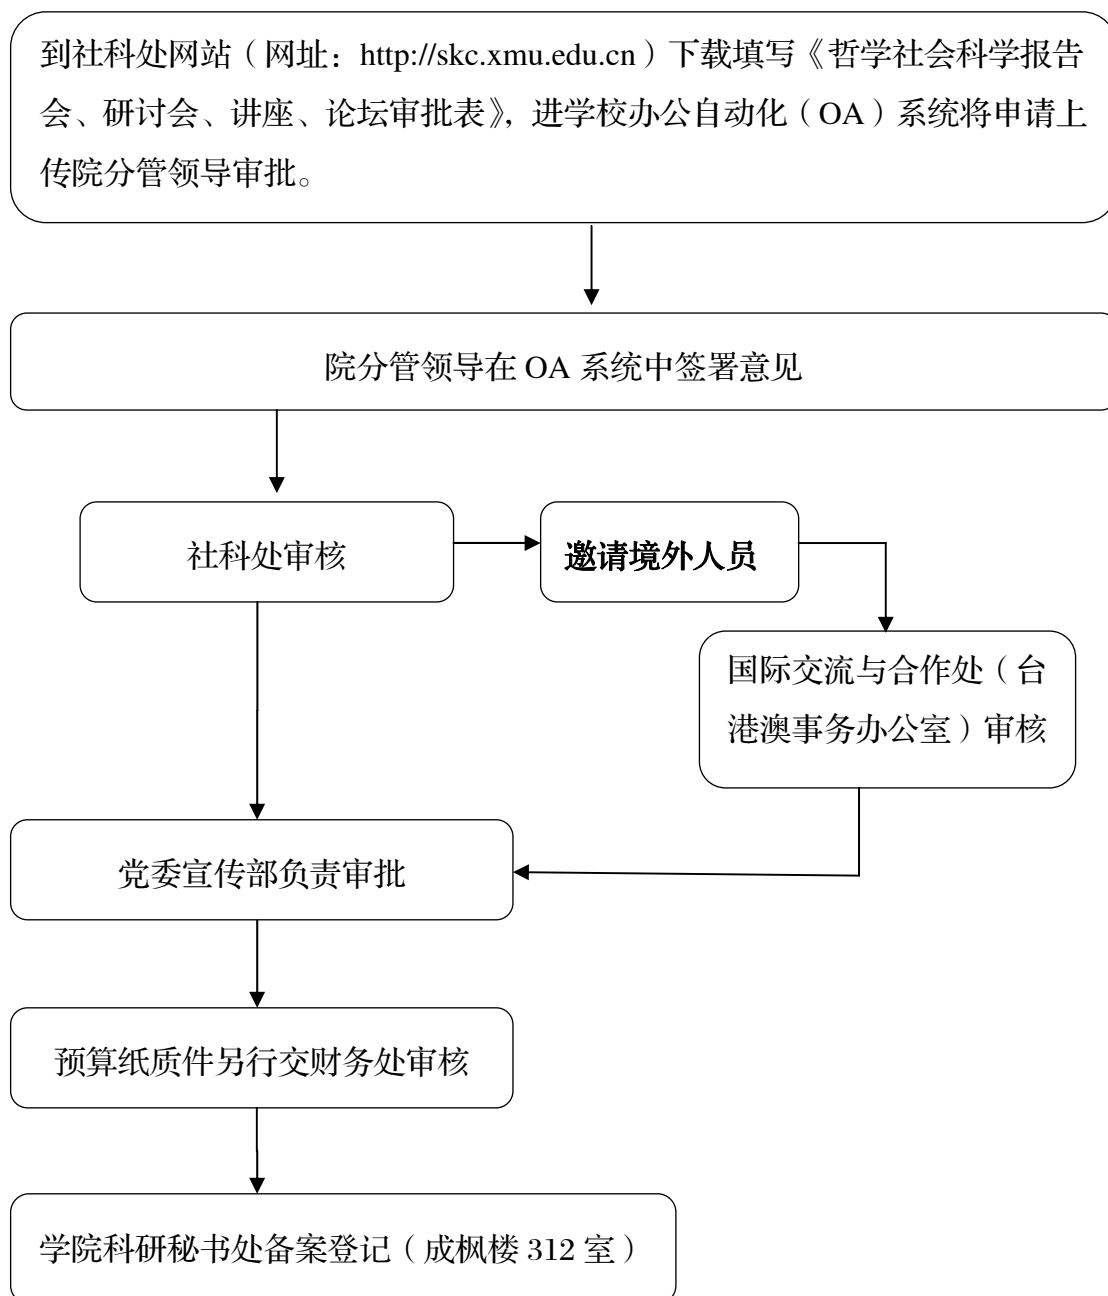 到社科处网站（网址：http://skc.xmu.edu.cn）下载填写《哲学社会科学报告
会、研讨会、讲座、论坛审批表》，进学校办公自动化（OA）系统将申请上
传院分管领导审批。
院分管领导在 OA 系统中签署意见
社科处审核
邀请境外人员
国际交流与合作处（台
港澳事务办公室）审核
党委宣传部负责审批
预算纸质件另行交财务处审核
学院科研秘书处备案登记（成枫楼 312 室）